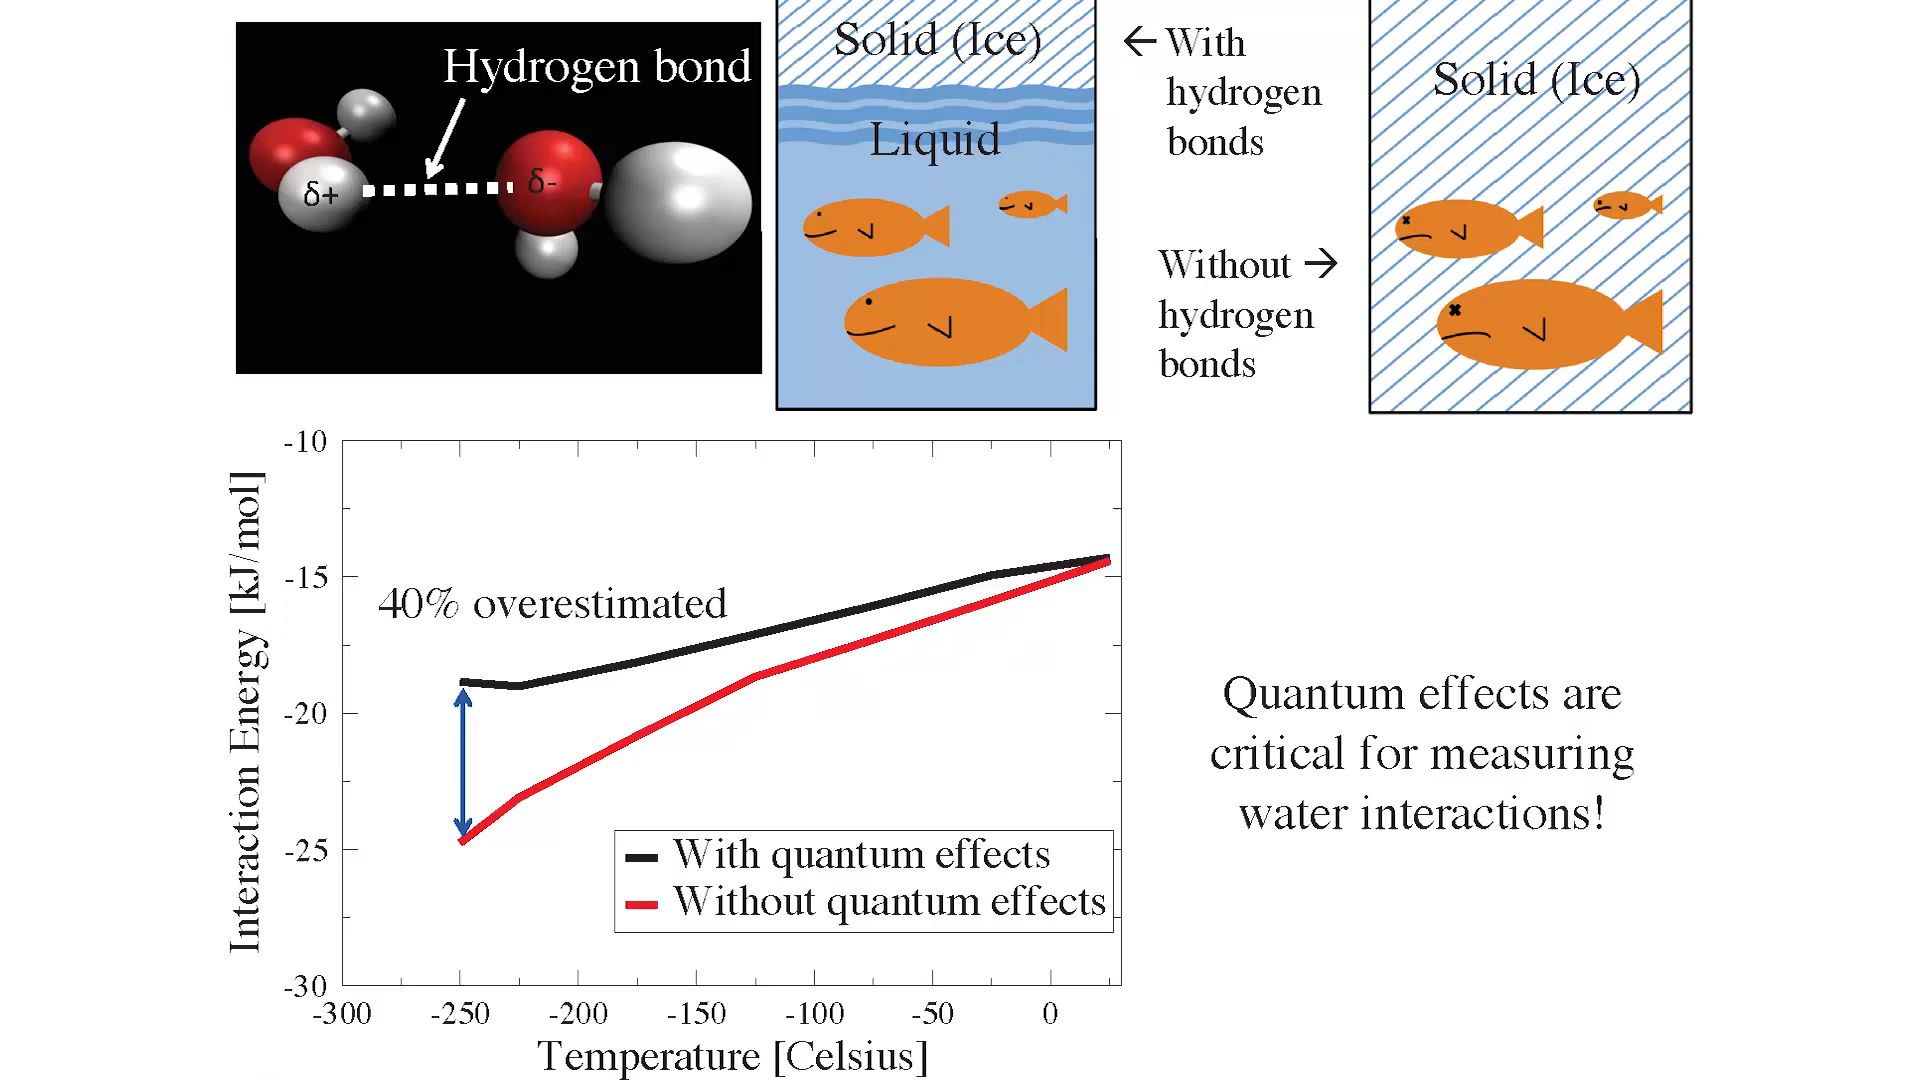 Hydrogen bond
δ+
δ-
Solid (Ice)
Liquid
← With
hydrogen
bonds
Without →
hydrogen
bonds
Solid (Ice)
Interaction Energy [kJ/mol]
-10
-15
-20
-25
-30
40% overestimated
With quantum effects
Without quantum effects
-300 -250 -200 -150 -100 -50 0
Temperature [Celsius]
Quantum effects are
critical for measuring
water interactions!